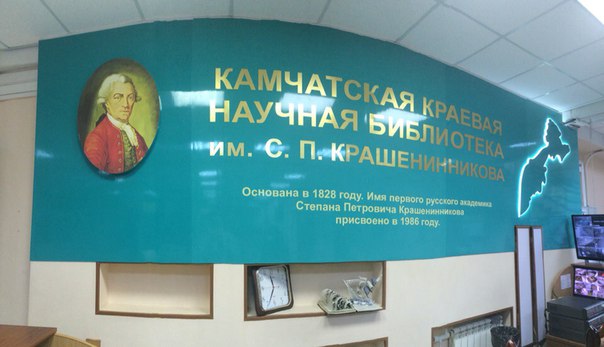 КАМЧАТСКАЯ КРАЕВАЯ
НАУЧНАЯ БИБЛИОТЕКА
им. С. П. КРАШЕНИННИКОВА
Основана в 1828 году. Имя первого русского академика
Степана Петровича Крашенинникова
присвоено в 1986 году.